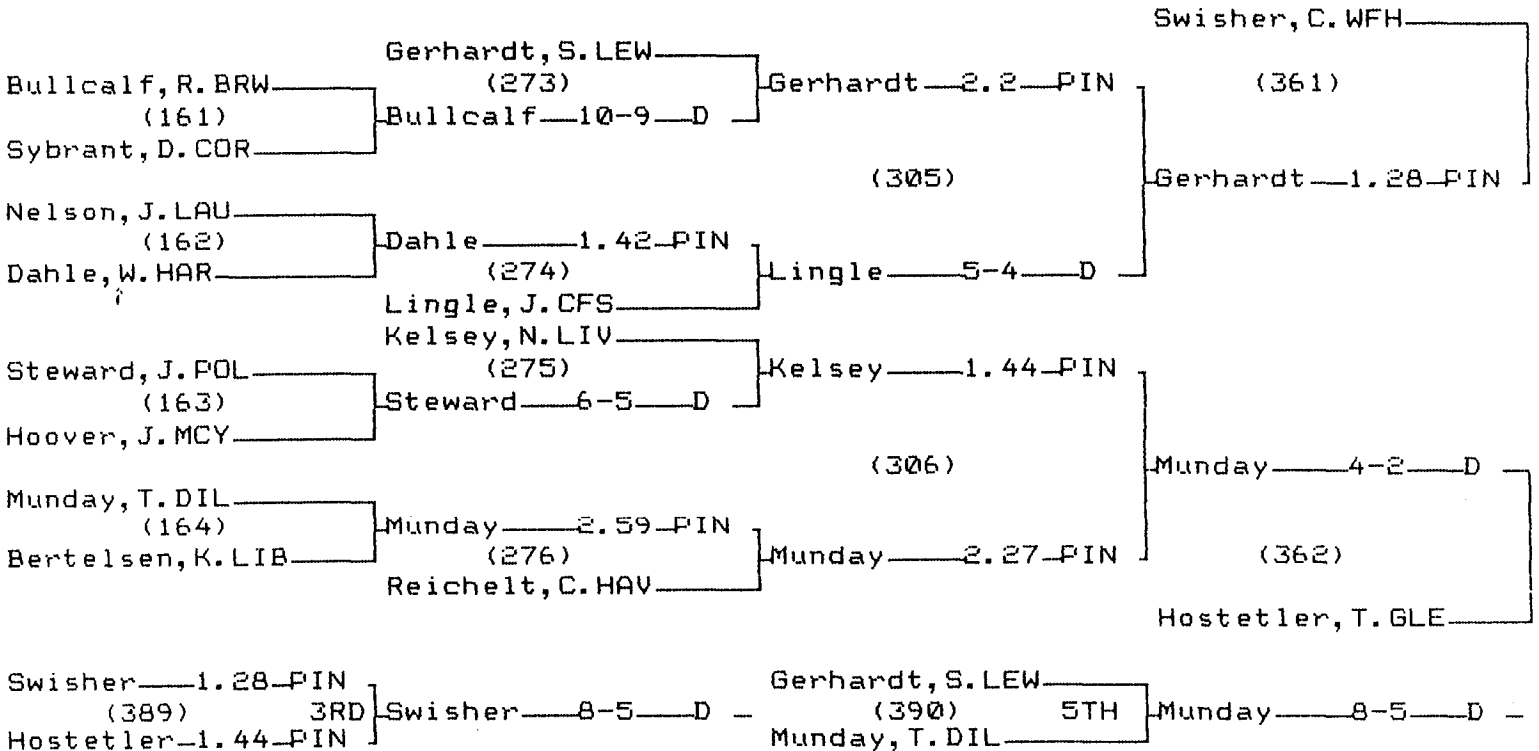 Swisher, C. WFH
Gerhardt, S. LEW
Bullcalf, R. BRW (273) Gerhardt 2.2 PIN (361)
(161) Bullcalf 10-9 D
Sybrant, D. COR
(305) Gerhardt 1.28 PIN
Nelson, J. LAU
(162) Dahle 1.42 PIN
Dahle, W. HAR (274) Lingle 5-4 D
Lingle, J. CFS
Kelsey, N. LIV
Steward, J. POL (275) Kelsey 1.44 PIN
(163) Steward 6-5 D
Hoover, J. MCY
(306) Munday 4-2 D
Munday, T. DIL
(164) Munday 2.59 PIN
Bertelsen, K. LIB (276) Munday 2.27 PIN (362)
Reichelt, C. HAV
Hostetler, T. GLE
Swisher 1.28 PIN Gerhardt, S. LEW
(389) 3RD Swisher 8-5 D (390) 5TH Munday 8-5 D
Hostetler 1.44 PIN Munday, T. DIL